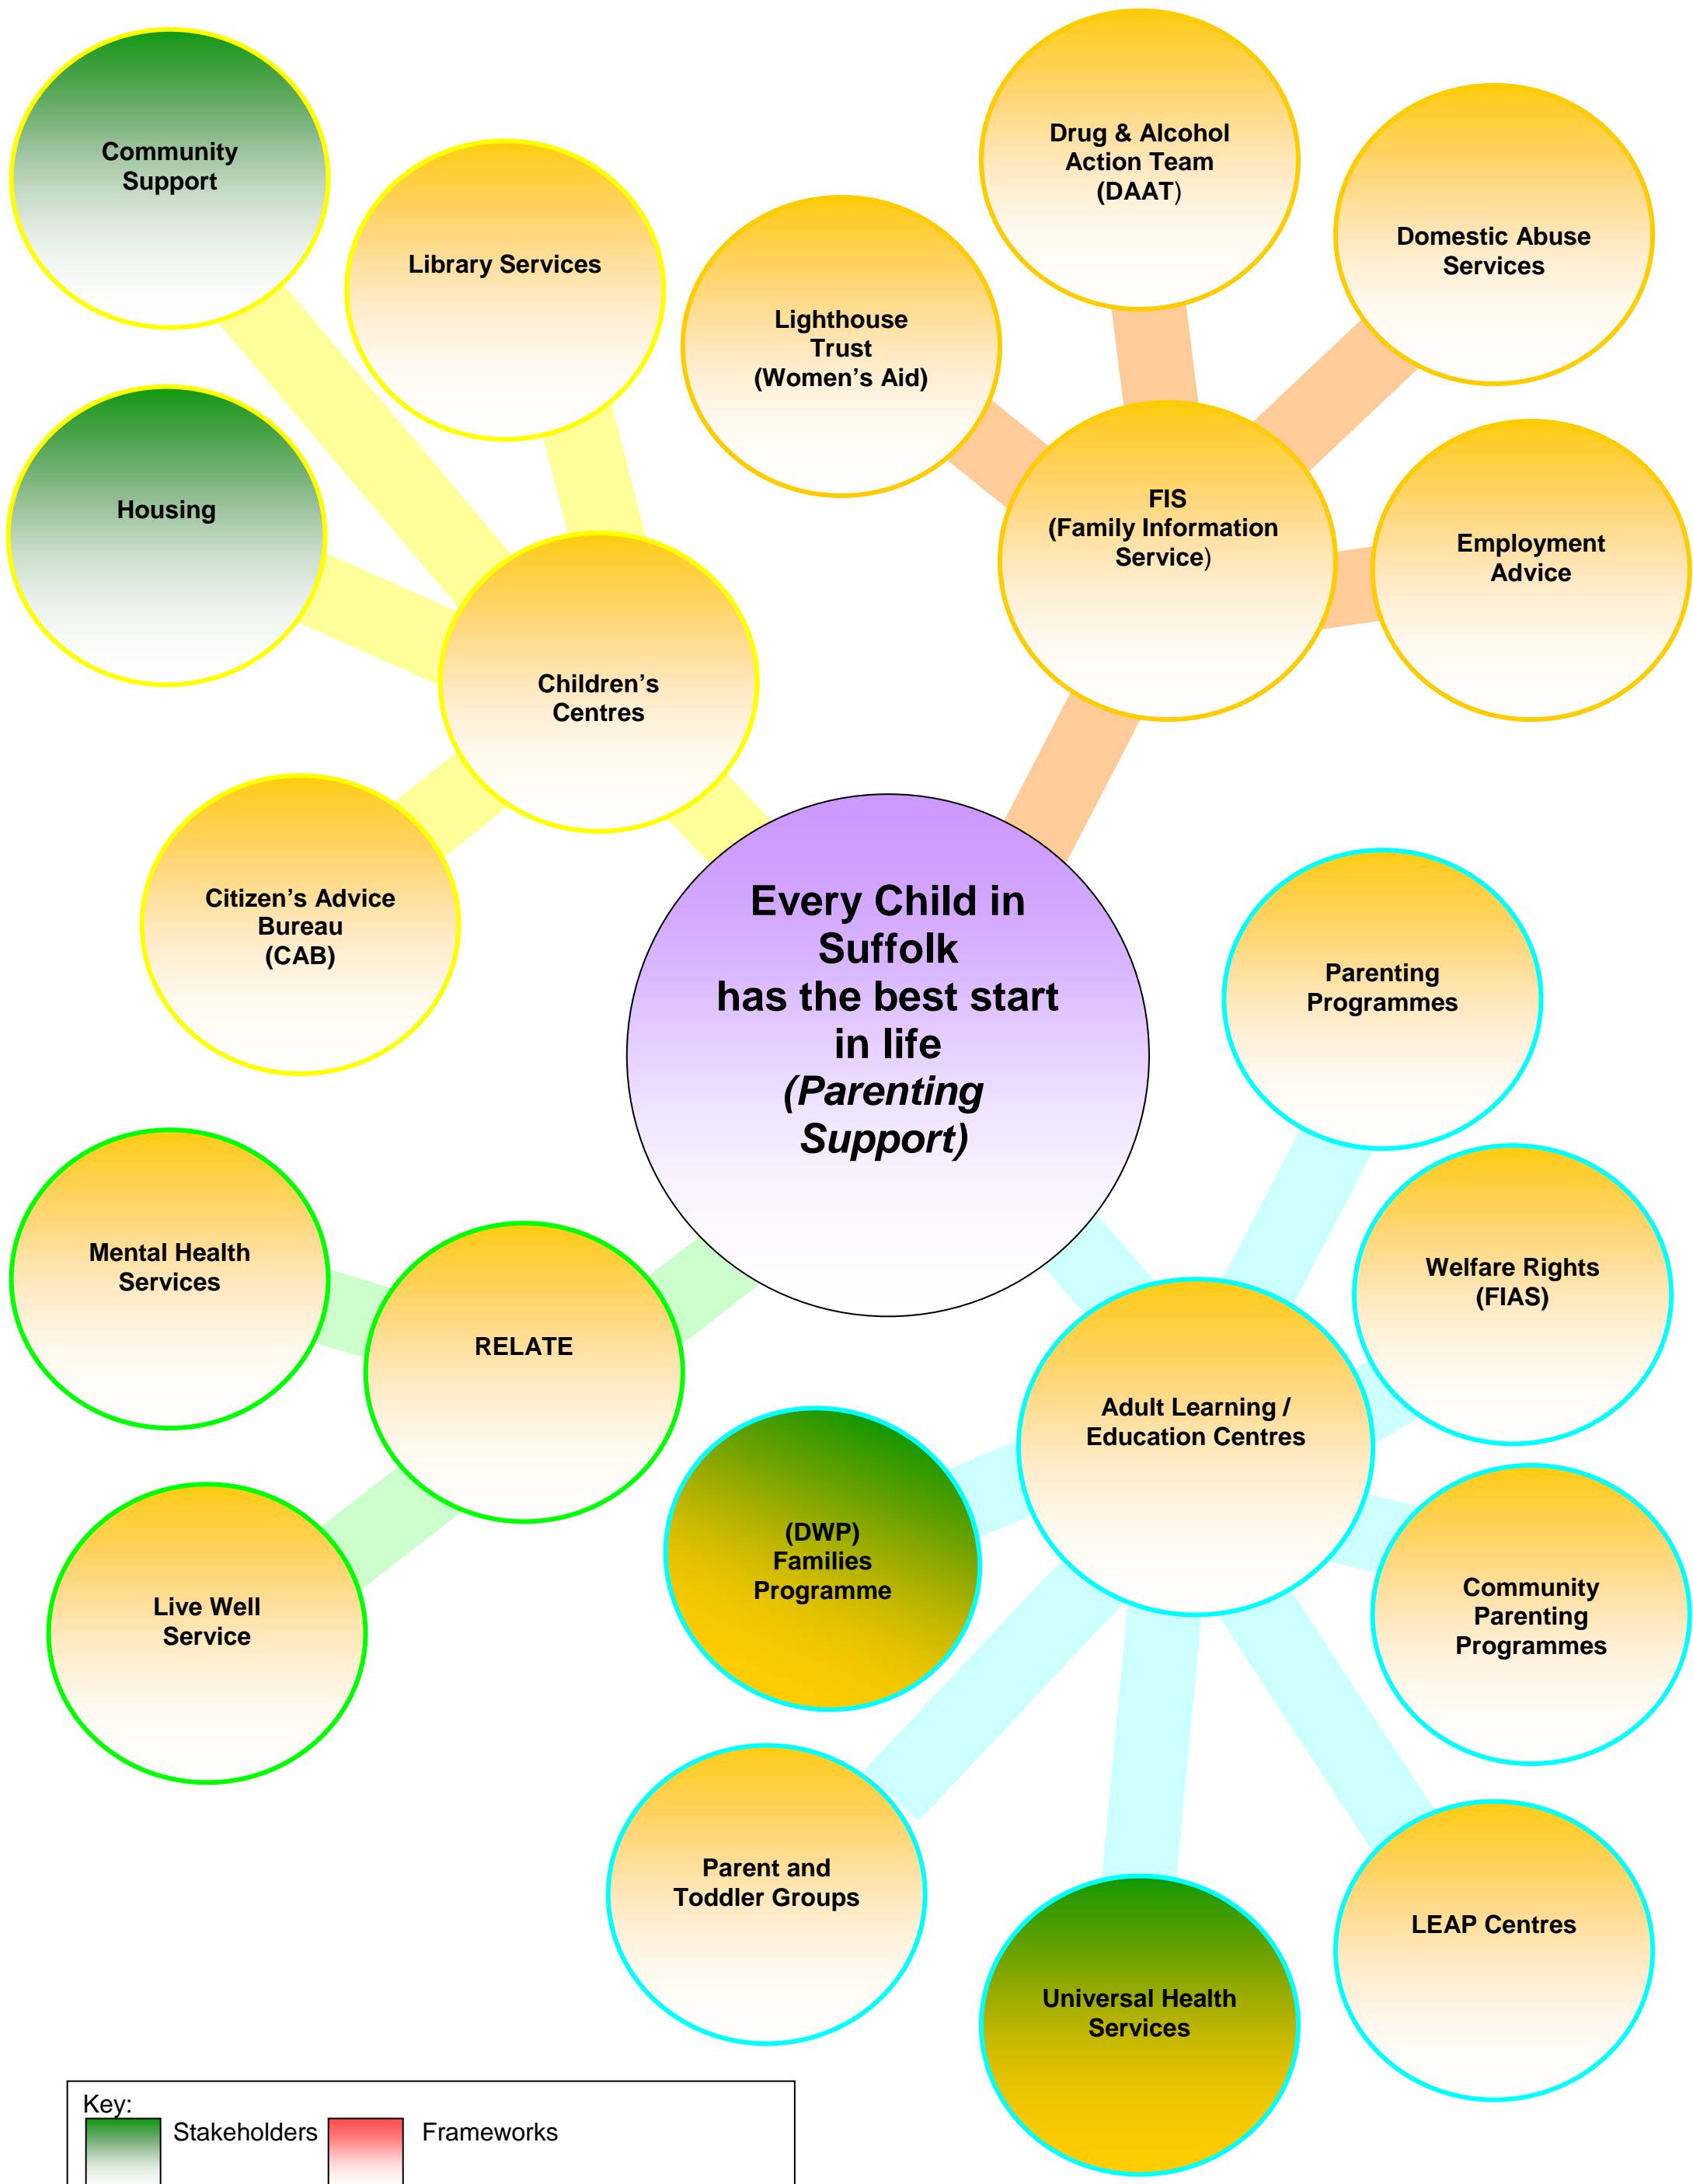 Community
Support
Library Services
Housing
Children's
Centres
Citizen's Advice
Bureau
(CAB)
Lighthouse
Trust
(Women's Aid)
Drug & Alcohol
Action Team
(DAAT)
Domestic Abuse
Services
FIS
(Family Information
Service)
Employment
Advice
Every Child in
Suffolk
has the best start
in life
(Parenting
Support)
Mental Health
Services
RELATE
Live Well
Service
Parenting
Programmes
Welfare Rights
(FIAS)
Adult Learning /
Education Centres
(DWP)
Families
Programme
Community
Parenting
Programmes
Parent and
Toddler Groups
Universal Health
Services
LEAP Centres
Key:
Stakeholders
Frameworks